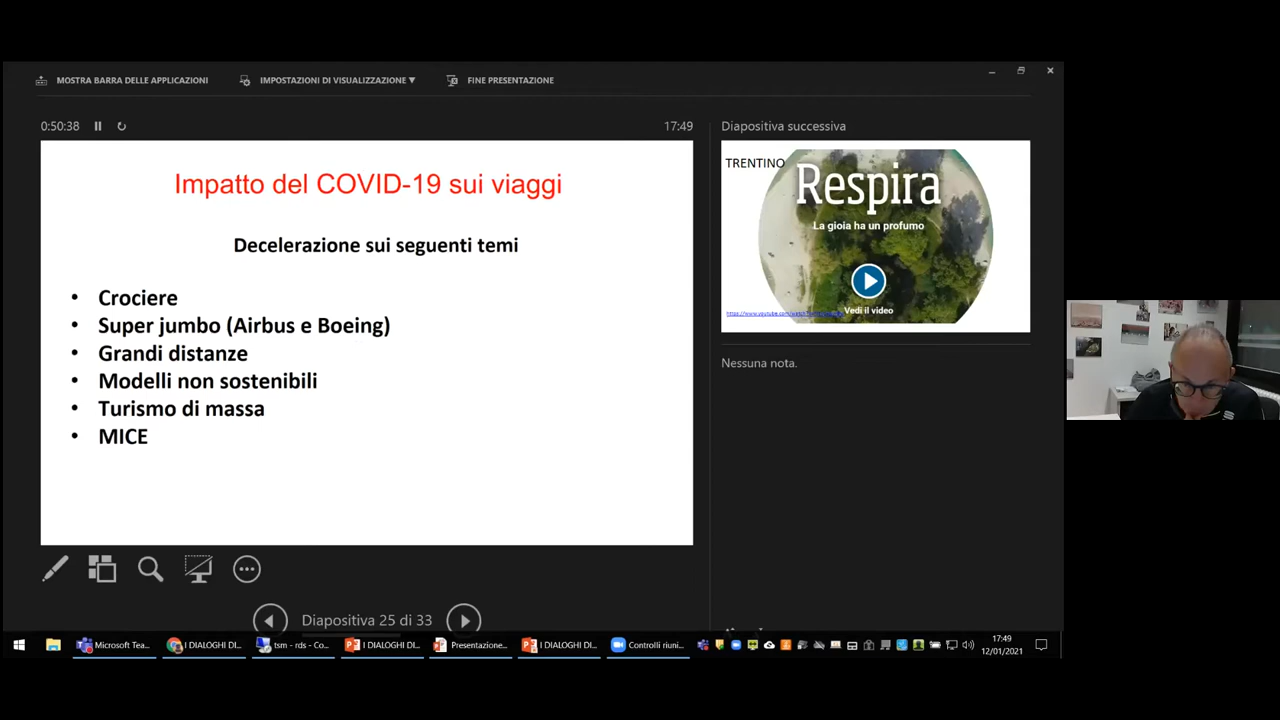 MOSTRA BARRA DELLE APPLICAZIONI
IMPOSTAZIONI DI VISUALIZZAZIONE ▼
FINE PRESENTAZIONE
0:50:38
17:49
Impatto del COVID-19 sui viaggi
Decelerazione sui seguenti temi
• Crociere
• Super jumbo (Airbus e Boeing)
• Grandi distanze
• Modelli non sostenibili
• Turismo di massa
• MICE
Diapositiva successiva
TRENTINO
Respira
La gioia ha un profumo
Vedi il video
Nessuna nota.
Diapositiva 25 di 33
Microsoft Tea...
I DIALOGHI DI...
tsm - rds - Co...
I DIALOGHI DI...
Presentazione...
I DIALOGHI DI...
Controlli riuni...
17:49
12/01/2021